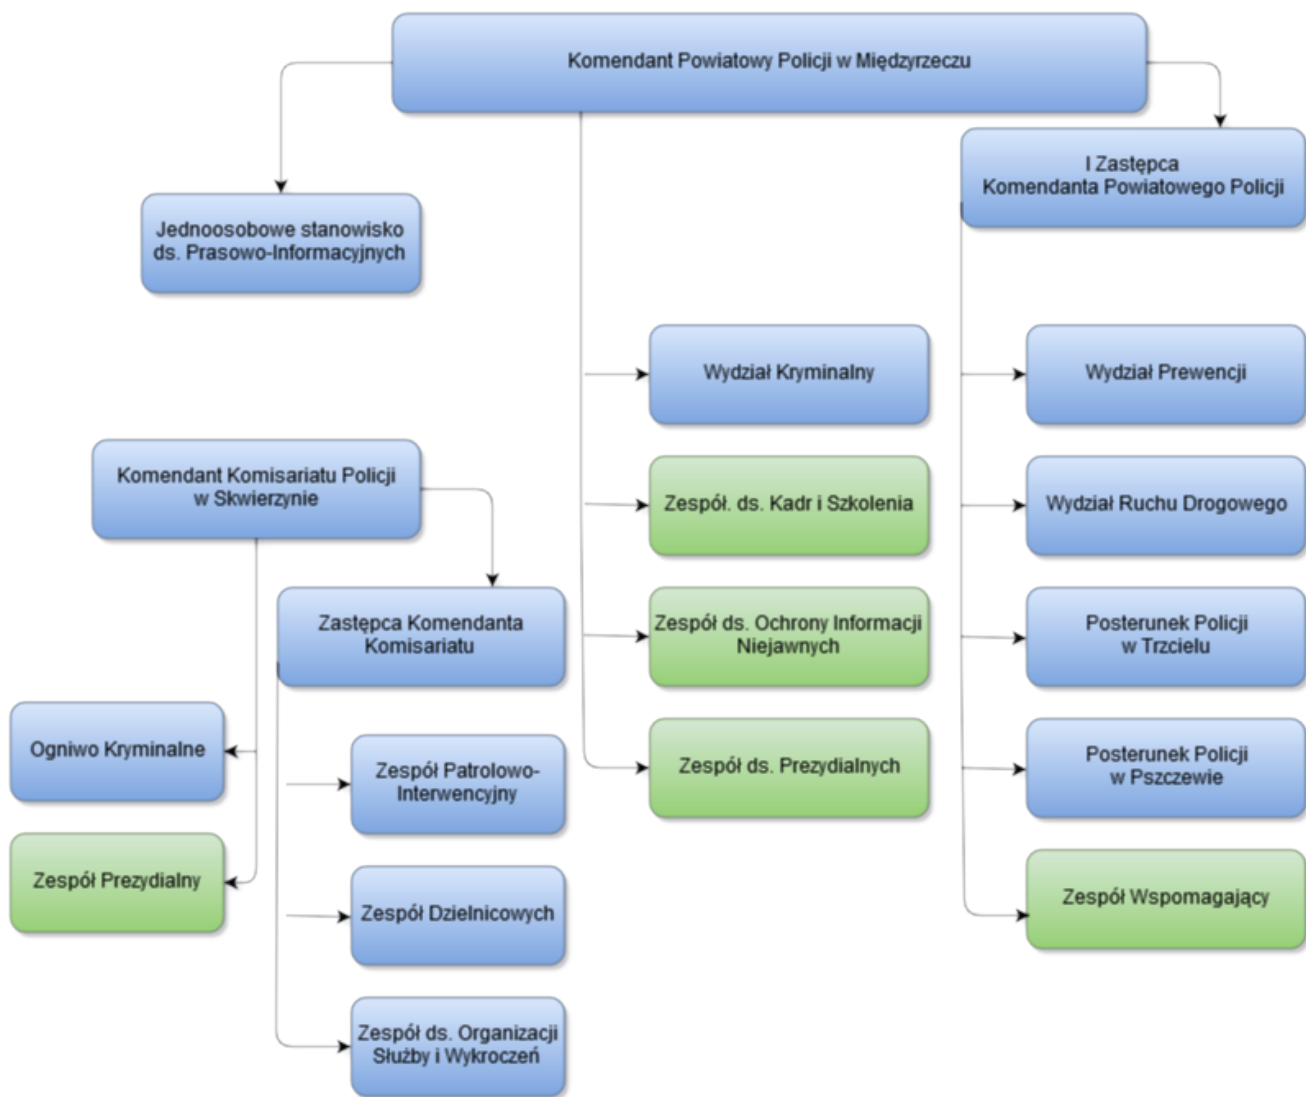 Komendant Powiatowy Policji w Międzyrzeczu
I Zastępca
Komendanta Powiatowego Policji
Jednoosobowe stanowisko
ds. Prasowo-Informacyjnych
Wydział Kryminalny
Wydział Prewencji
Komendant Komisariatu Policji
w Skwierzynie
Zespół. ds. Kadr i Szkolenia
Wydział Ruchu Drogowego
Zastępca Komendanta
Komisariatu
Zespół ds. Ochrony Informacji
Niejawnych
Posterunek Policji
w Trzcielu
Ogniwo Kryminalne
Zespół Patrolowo-
Interwencyjny
Zespół ds. Prezydialnych
Posterunek Policji
w Pszczewie
Zespół Prezydialny
Zespół Dzielnicowych
Zespół Wspomagający
Zespół ds. Organizacji
Służby i Wykroczeń